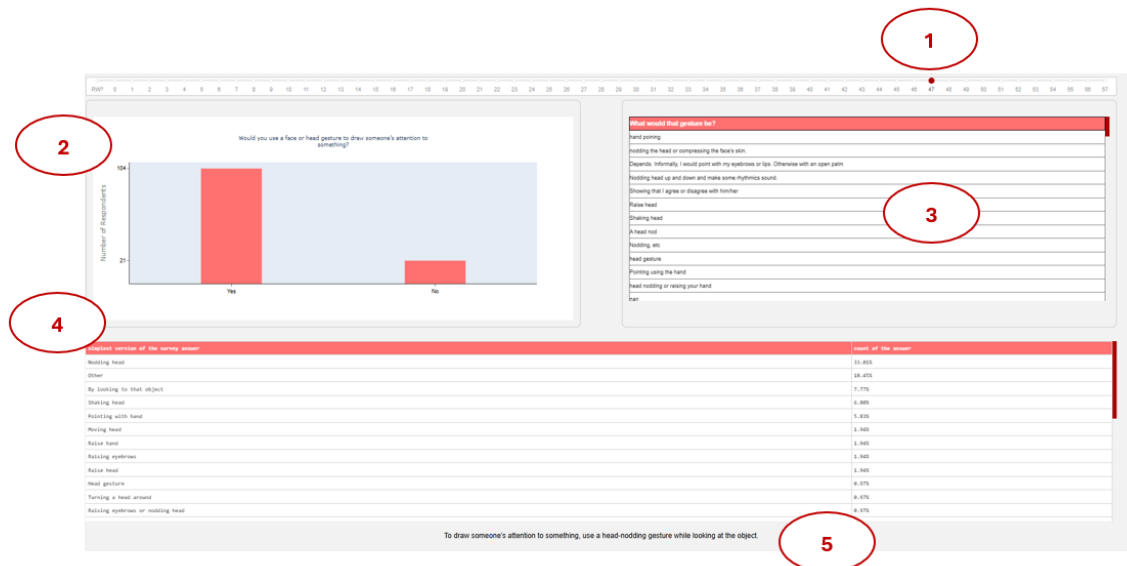 1
RW? 0 1 2 3 4 5 6 7 8 9 10 11 12 13 14 15 16 17 18 19 20 21 22 23 24 25 26 27 28 29 30 31 32 33 34 35 36 37 38 39 40 41 42 43 44 45 46 47 48 49 50 51 52 53 54 55 56 57
2
Would you use a face or head gesture to draw someone's attention to
something?
Number of Respondents
104
21
Yes
No
What would that gesture be?
hand poining
nodding the head or compressing the face's skin.
Depends. Informally, I would point with my eyebrows or lips. Otherwise with an open palm
Nodding head up and down and make some rhythmics sound.
Showing that I agree or disagree with him/her
Raise head
Shaking head
A head nod
Nodding, etc
head gesture
Pointing using the hand
head nodding or raising your hand
nan
3
4
simplest version of the survey answer count of the answer
Nodding head 33.01%
Other 18.45%
By looking to that object 7.77%
Shaking head 6.80%
Pointing with hand 5.83%
Moving head 1.94%
Raise hand 1.94%
Raising eyebrows 1.94%
Raise head 1.94%
Head gesture 0.97%
Turning a head around 0.97%
Raising eyebrows or nodding head 0.97%
To draw someone's attention to something, use a head-nodding gesture while looking at the object.
5